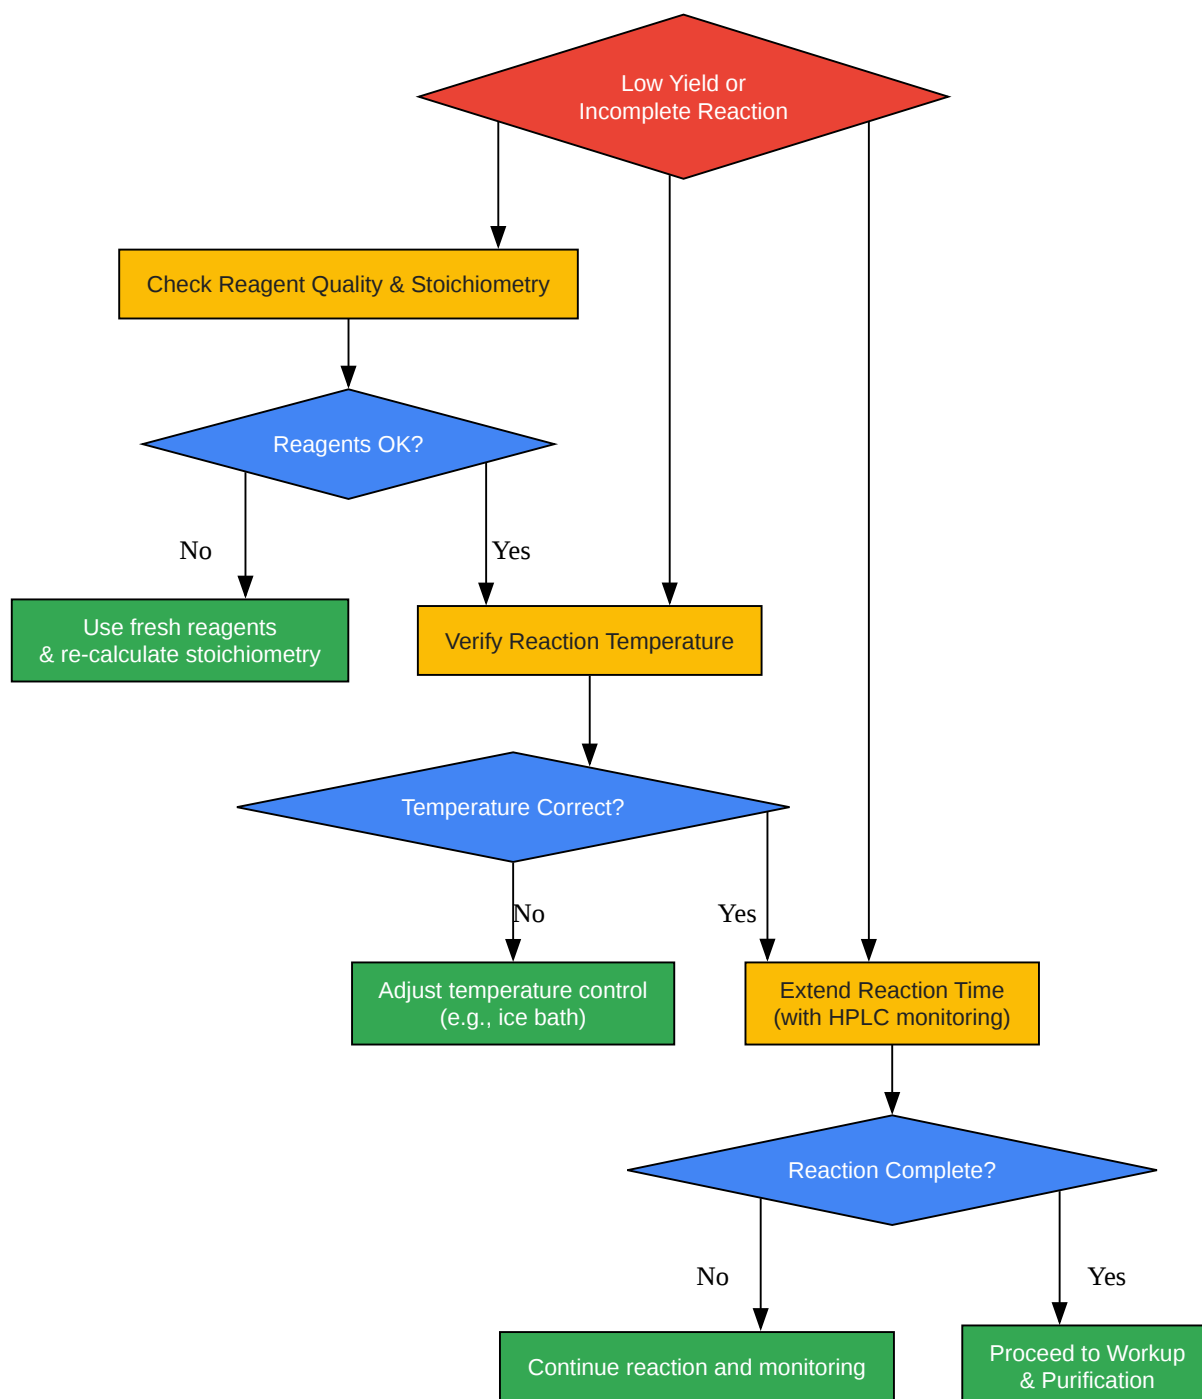 Low Yield or
Incomplete Reaction
Check Reagent Quality & Stoichiometry
Reagents OK?
No
Yes
Use fresh reagents
& re-calculate stoichiometry
Verify Reaction Temperature
Temperature Correct?
No
Yes
Adjust temperature control
(e.g., ice bath)
Extend Reaction Time
(with HPLC monitoring)
Reaction Complete?
No
Yes
Continue reaction and monitoring
Proceed to Workup
& Purification